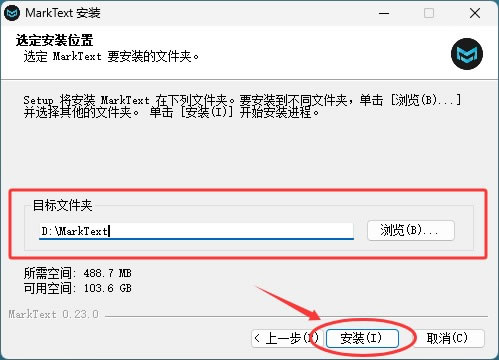 MarkText 安装
选定安装位置
选定 MarkText 要安装的文件夹。
Setup 将安装 MarkText 在下列文件夹。要安装到不同文件夹，单击 [浏览(B)...]
并选择其他的文件夹。 单击 [安装(I)] 开始安装进程。
目标文件夹
D:\MarkText
浏览(B)...
所需空间: 488.7 MB
可用空间: 103.6 GB
MarkText 0.23.0
< 上一步(P)
安装(I)
取消(C)